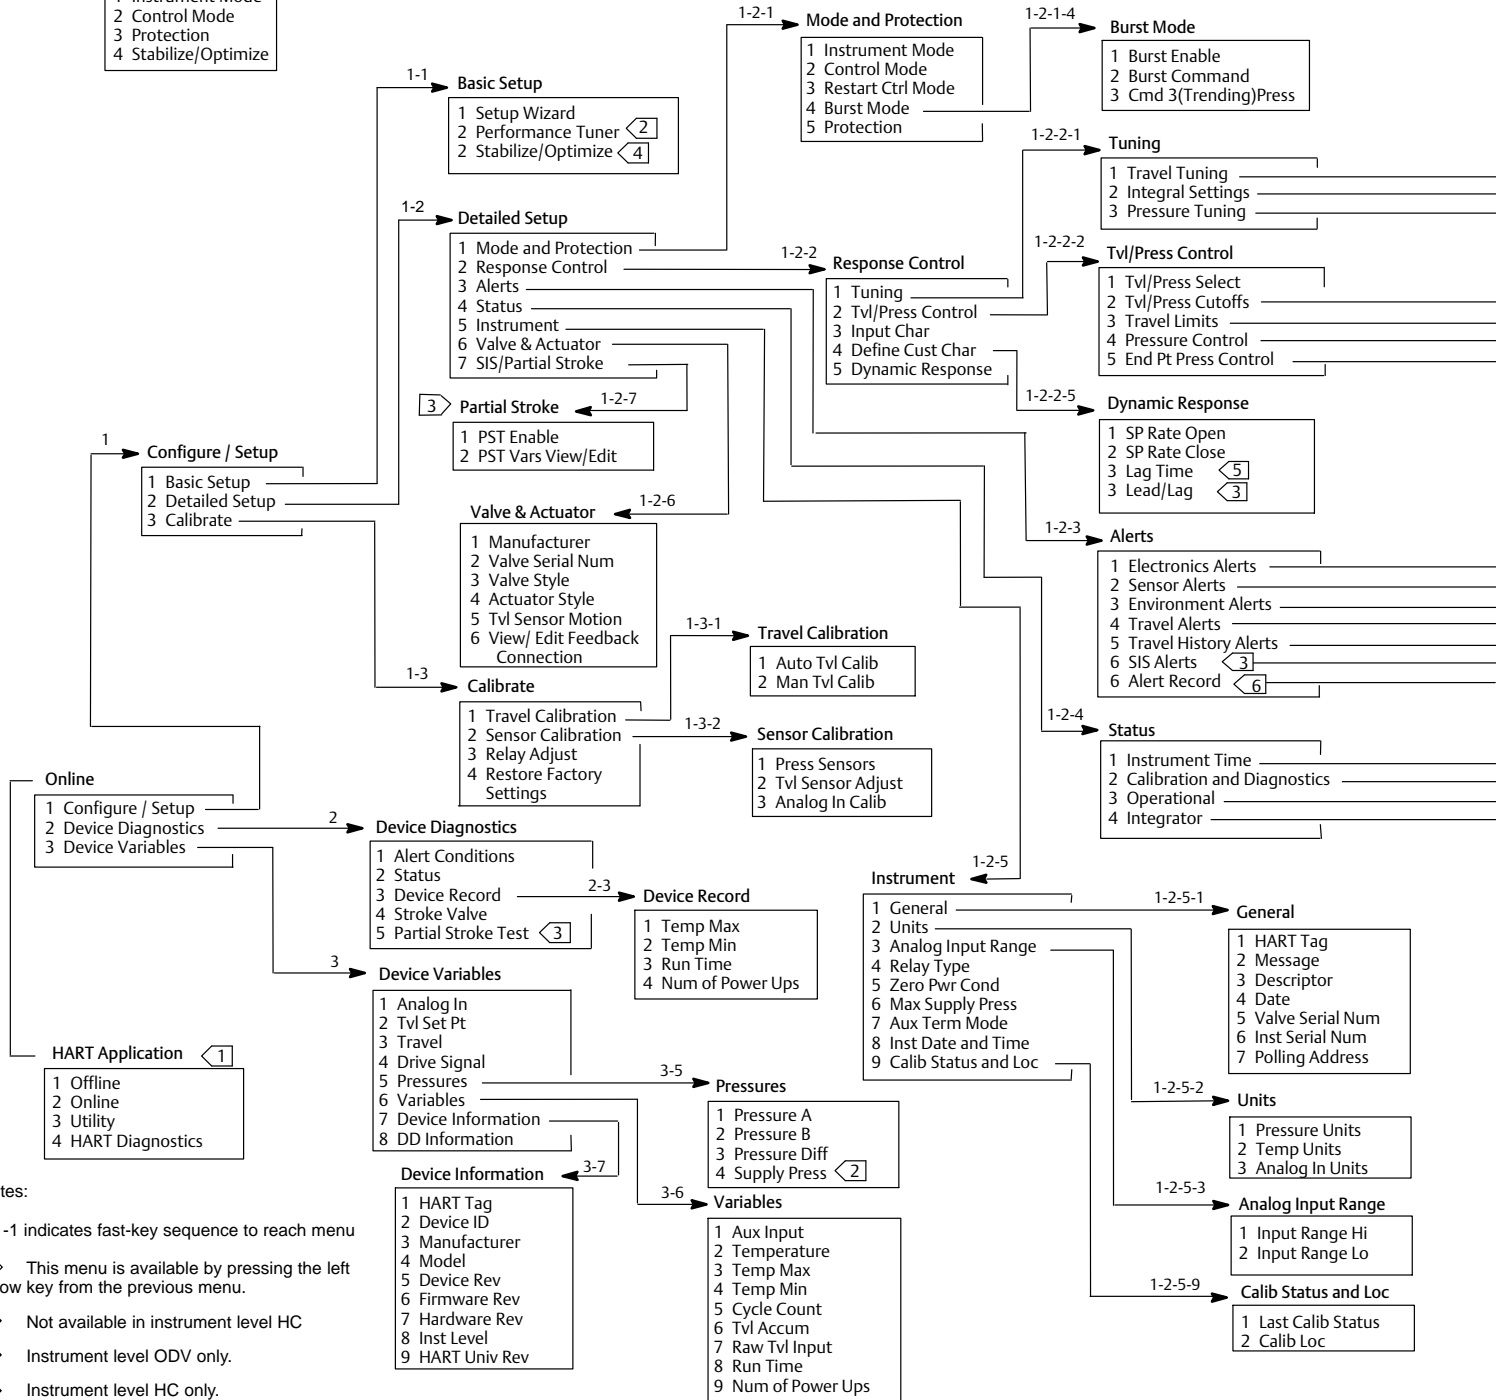 1 Instrument Mode
2 Control Mode
3 Protection
4 Stabilize/Optimize
1-1
Basic Setup
1 Setup Wizard
2 Performance Tuner 2
2 Stabilize/Optimize 4
1-2
Detailed Setup
1 Mode and Protection
2 Response Control
3 Alerts
4 Status
5 Instrument
6 Valve & Actuator
7 SIS/Partial Stroke
1-2-7
3 Partial Stroke
1 PST Enable
2 PST Vars View/Edit
1-2-6
Valve & Actuator
1 Manufacturer
2 Valve Serial Num
3 Valve Style
4 Actuator Style
5 Tvl Sensor Motion
6 View/ Edit Feedback
Connection
1
Configure / Setup
1 Basic Setup
2 Detailed Setup
3 Calibrate
1-3
Calibrate
1 Travel Calibration
2 Sensor Calibration
3 Relay Adjust
4 Restore Factory
Settings
1-3-1
Travel Calibration
1 Auto Tvl Calib
2 Man Tvl Calib
1-3-2
Sensor Calibration
1 Press Sensors
2 Tvl Sensor Adjust
3 Analog In Calib
Online
1 Configure / Setup
2 Device Diagnostics
3 Device Variables
2
Device Diagnostics
1 Alert Conditions
2 Status
3 Device Record
4 Stroke Valve
5 Partial Stroke Test 3
2-3
Device Record
1 Temp Max
2 Temp Min
3 Run Time
4 Num of Power Ups
3
Device Variables
1 Analog In
2 Tvl Set Pt
3 Travel
4 Drive Signal
5 Pressures
6 Variables
7 Device Information
8 DD Information
HART Application 1
1 Offline
2 Online
3 Utility
4 HART Diagnostics
3-5
Pressures
1 Pressure A
2 Pressure B
3 Pressure Diff
4 Supply Press 2
3-7
Device Information
1 HART Tag
2 Device ID
3 Manufacturer
4 Model
5 Device Rev
6 Firmware Rev
7 Hardware Rev
8 Inst Level
9 HART Univ Rev
3-6
Variables
1 Aux Input
2 Temperature
3 Temp Max
4 Temp Min
5 Cycle Count
6 Tvl Accum
7 Raw Tvl Input
8 Run Time
9 Num of Power Ups
1-2-1
Mode and Protection
1 Instrument Mode
2 Control Mode
3 Restart Ctrl Mode
4 Burst Mode
5 Protection
1-2-1-4
Burst Mode
1 Burst Enable
2 Burst Command
3 Cmd 3(Trending)Press
1-2-2
Response Control
1 Tuning
2 Tvl/Press Control
3 Input Char
4 Define Cust Char
5 Dynamic Response
1-2-2-1
Tuning
1 Travel Tuning
2 Integral Settings
3 Pressure Tuning
1-2-2-2
Tvl/Press Control
1 Tvl/Press Select
2 Tvl/Press Cutoffs
3 Travel Limits
4 Pressure Control
5 End Pt Press Control
1-2-2-5
Dynamic Response
1 SP Rate Open
2 SP Rate Close
3 Lag Time 5
3 Lead/Lag 3
1-2-3
Alerts
1 Electronics Alerts
2 Sensor Alerts
3 Environment Alerts
4 Travel Alerts
5 Travel History Alerts
6 SIS Alerts 3
6 Alert Record 6
1-2-4
Status
1 Instrument Time
2 Calibration and Diagnostics
3 Operational
4 Integrator
1-2-5
Instrument
1 General
2 Units
3 Analog Input Range
4 Relay Type
5 Zero Pwr Cond
6 Max Supply Press
7 Aux Term Mode
8 Inst Date and Time
9 Calib Status and Loc
1-2-5-1
General
1 HART Tag
2 Message
3 Descriptor
4 Date
5 Valve Serial Num
6 Inst Serial Num
7 Polling Address
1-2-5-2
Units
1 Pressure Units
2 Temp Units
3 Analog In Units
1-2-5-3
Analog Input Range
1 Input Range Hi
2 Input Range Lo
1-2-5-9
Calib Status and Loc
1 Last Calib Status
2 Calib Loc
tes:
-1 indicates fast-key sequence to reach menu
This menu is available by pressing the left
ow key from the previous menu.
Not available in instrument level HC
Instrument level ODV only.
Instrument level HC only.